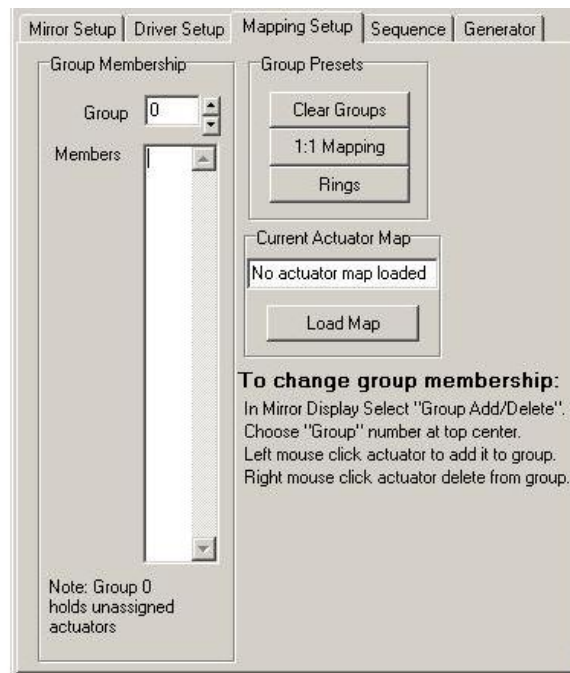 Mirror Setup Driver Setup Mapping Setup Sequence Generator
Group Membership
Group 0
Members
Note: Group 0
holds unassigned
actuators
Group Presets
Clear Groups
1:1 Mapping
Rings
Current Actuator Map
No actuator map loaded
Load Map
To change group membership:
In Mirror Display Select "Group Add/Delete".
Choose "Group" number at top center.
Left mouse click actuator to add it to group.
Right mouse click actuator delete from group.